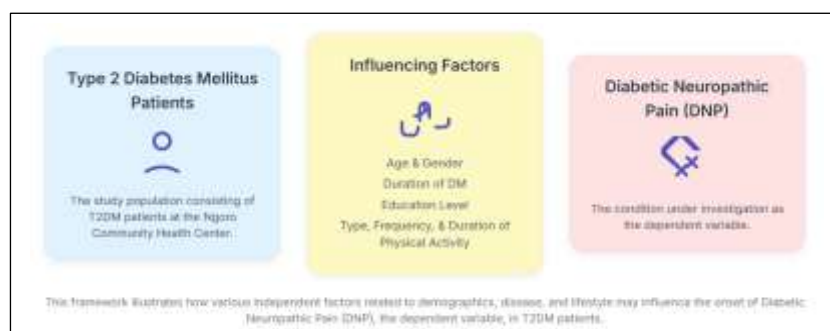 Type 2 Diabetes Mellitus
Patients
The study population consisting of
T2DM patients at the Ngoro
Community Health Center.
Influencing Factors
Age & Gender
Duration of DM
Education Level
Type, Frequency, & Duration of
Physical Activity
Diabetic Neuropathic
Pain (DNP)
The condition under investigation as
the dependent variable.
This framework illustrates how various independent factors related to demographics, disease, and lifestyle may influence the onset of Diabetic
Neuropathic Pain (DNP), the dependent variable, in T2DM patients.